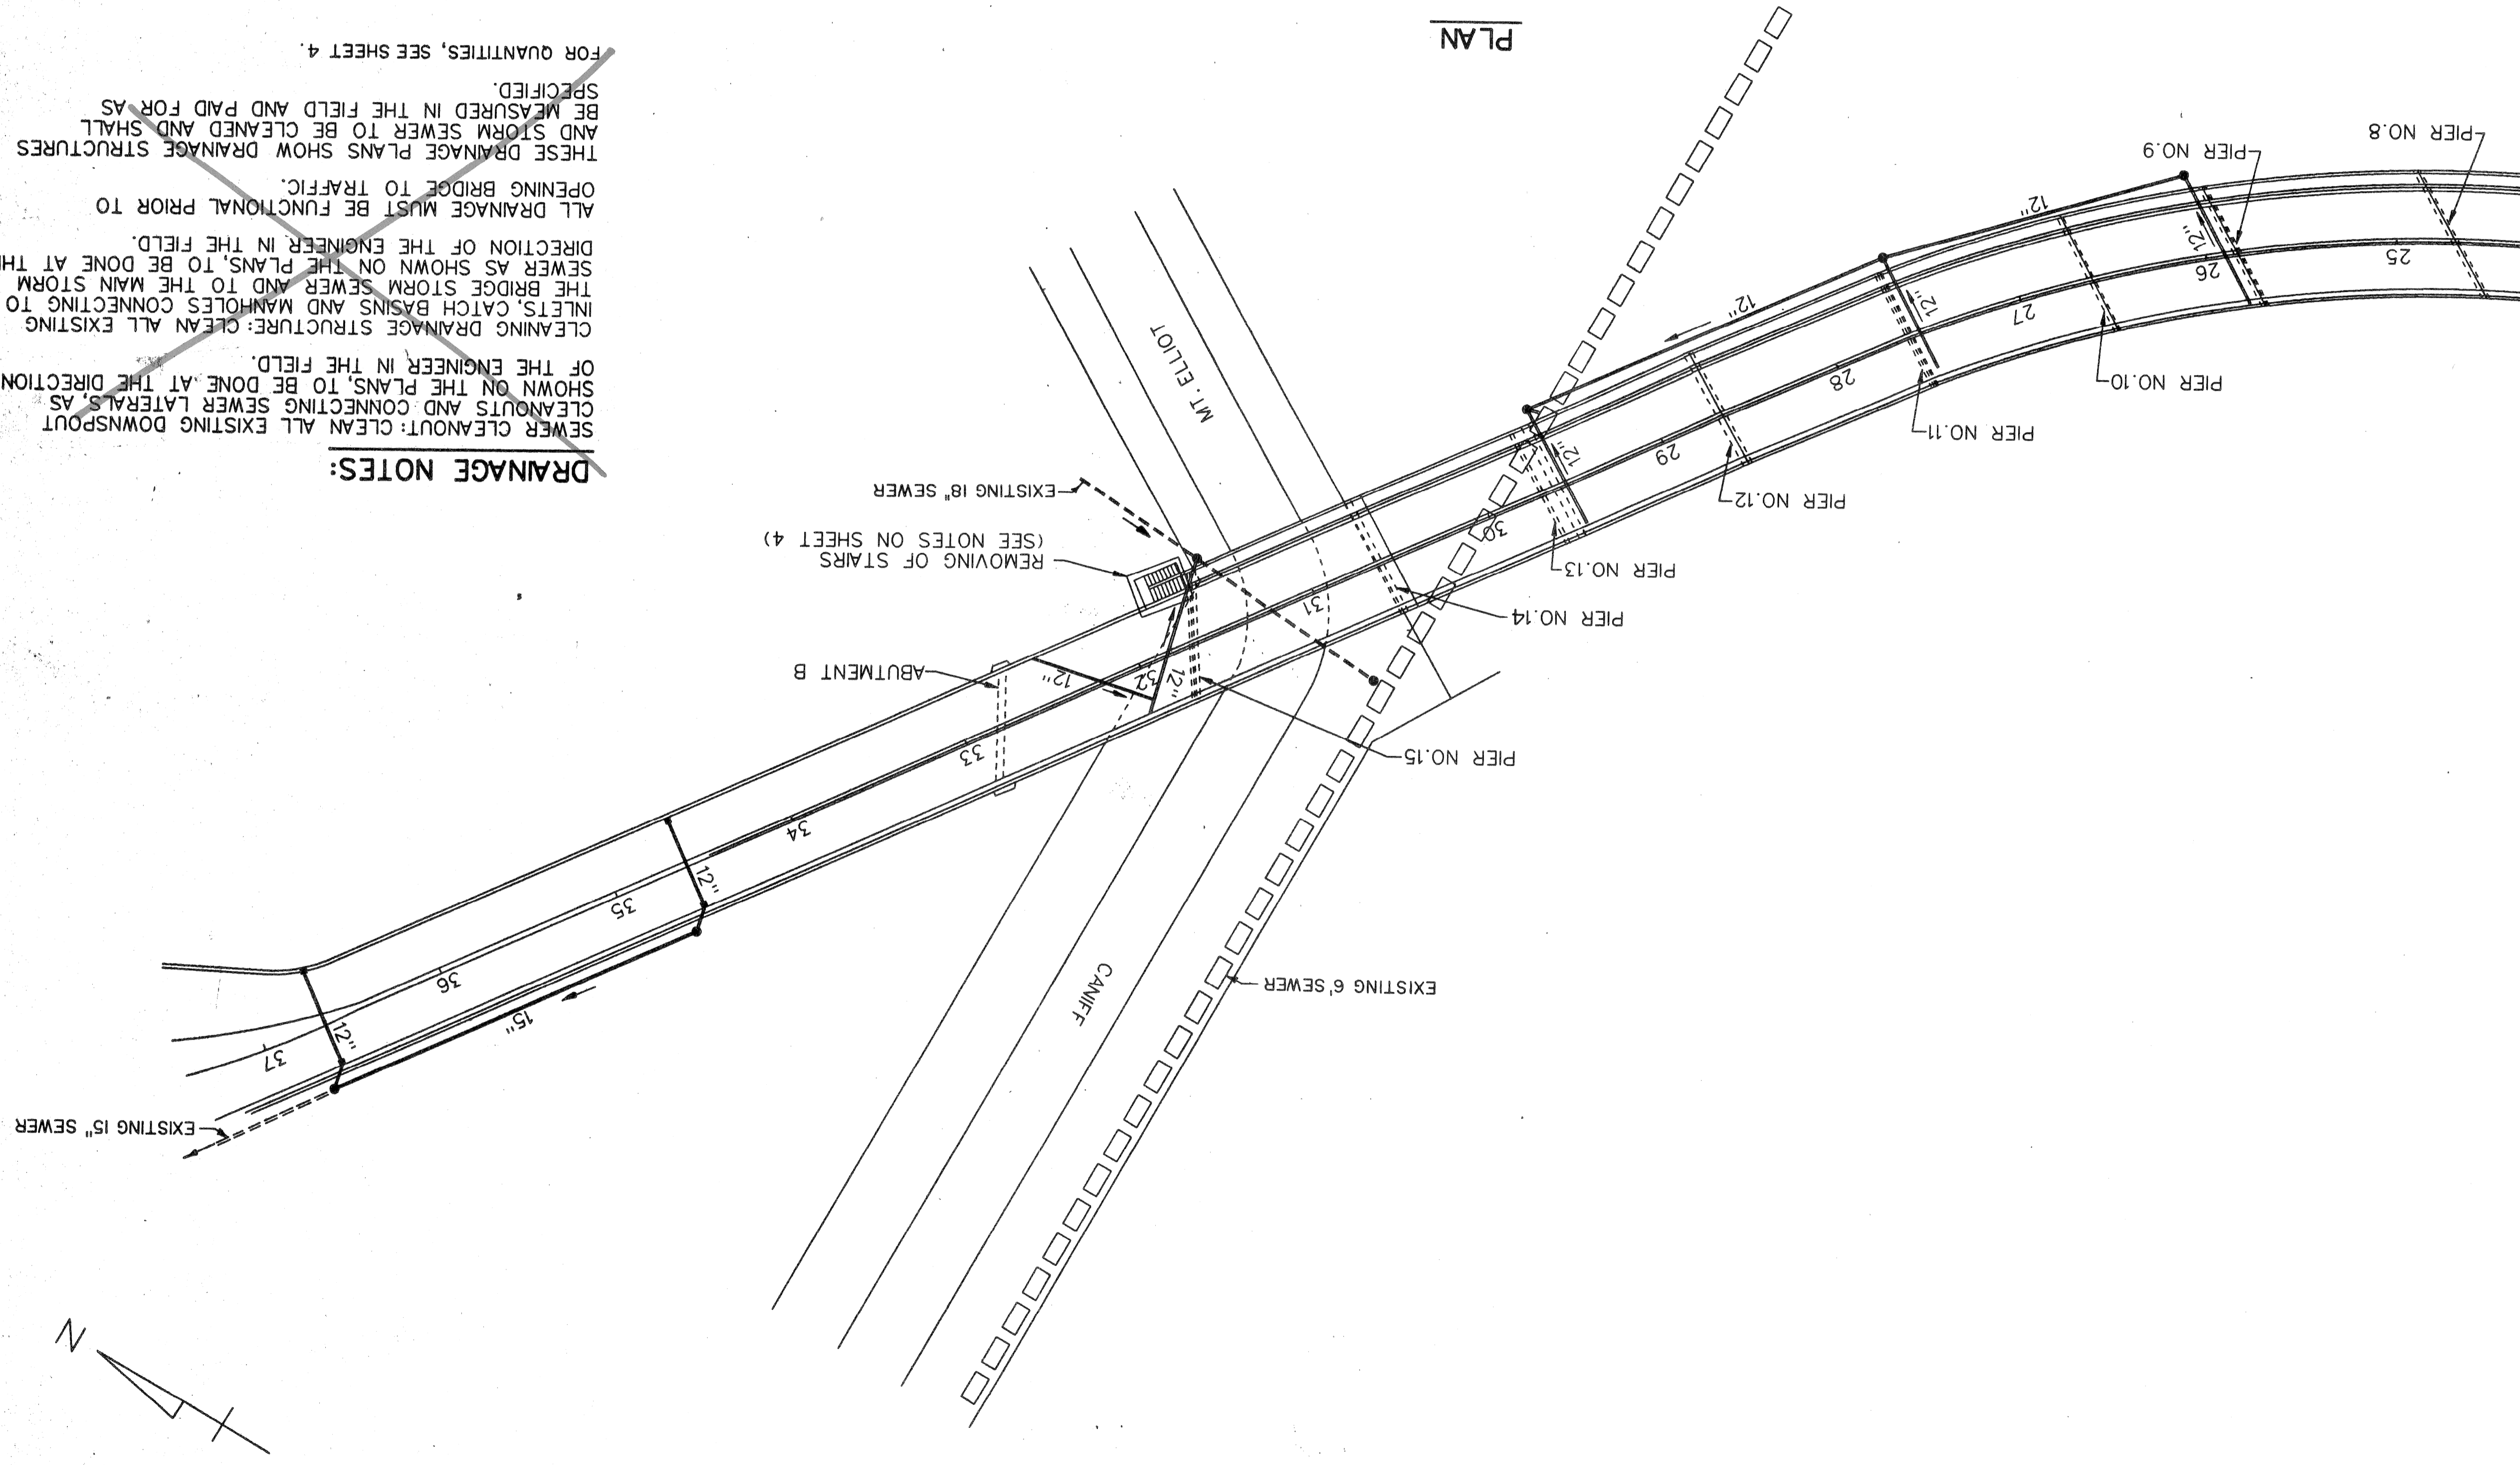 DRAINAGE NOTES:
SEWER CLEANOUT: CLEAN ALL EXISTING DOWNSPOUT
CLEANOUTS AND CONNECTING SEWER LATERALS, AS
SHOWN ON THE PLANS, TO BE DONE AT THE DIRECTION
OF THE ENGINEER IN THE FIELD.
CLEANING DRAINAGE STRUCTURE: CLEAN ALL EXISTING
INLETS, CATCH BASINS AND MANHOLES CONNECTING TO
THE BRIDGE STORM SEWER AND TO THE MAIN STORM
SEWER AS SHOWN ON THE PLANS, TO BE DONE AT TH
DIRECTION OF THE ENGINEER IN THE FIELD.
ALL DRAINAGE MUST BE FUNCTIONAL PRIOR TO
OPENING BRIDGE TO TRAFFIC.
THESE DRAINAGE PLANS SHOW DRAINAGE STRUCTURES
AND STORM SEWER TO BE CLEANED AND SHALL
BE MEASURED IN THE FIELD AND PAID FOR AS
SPECIFIED.
FOR QUANTITIES, SEE SHEET 4.
N
EXISTING 15" SEWER
37
12"
15"
36
35
12"
34
33
ABUTMENT B
12"
32
12"
REMOVING OF STAIRS
(SEE NOTES ON SHEET 4)
EXISTING 18" SEWER
MT. ELLIOT
CANIFF
EXISTING 6' SEWER
PIER NO.15
31
PIER NO.14
30
PIER NO.13
12"
29
PIER NO.12
12"
28
PIER NO.11
12"
27
PIER NO.10
12"
12"
26
PIER NO.9
25
PIER NO.8
PLAN